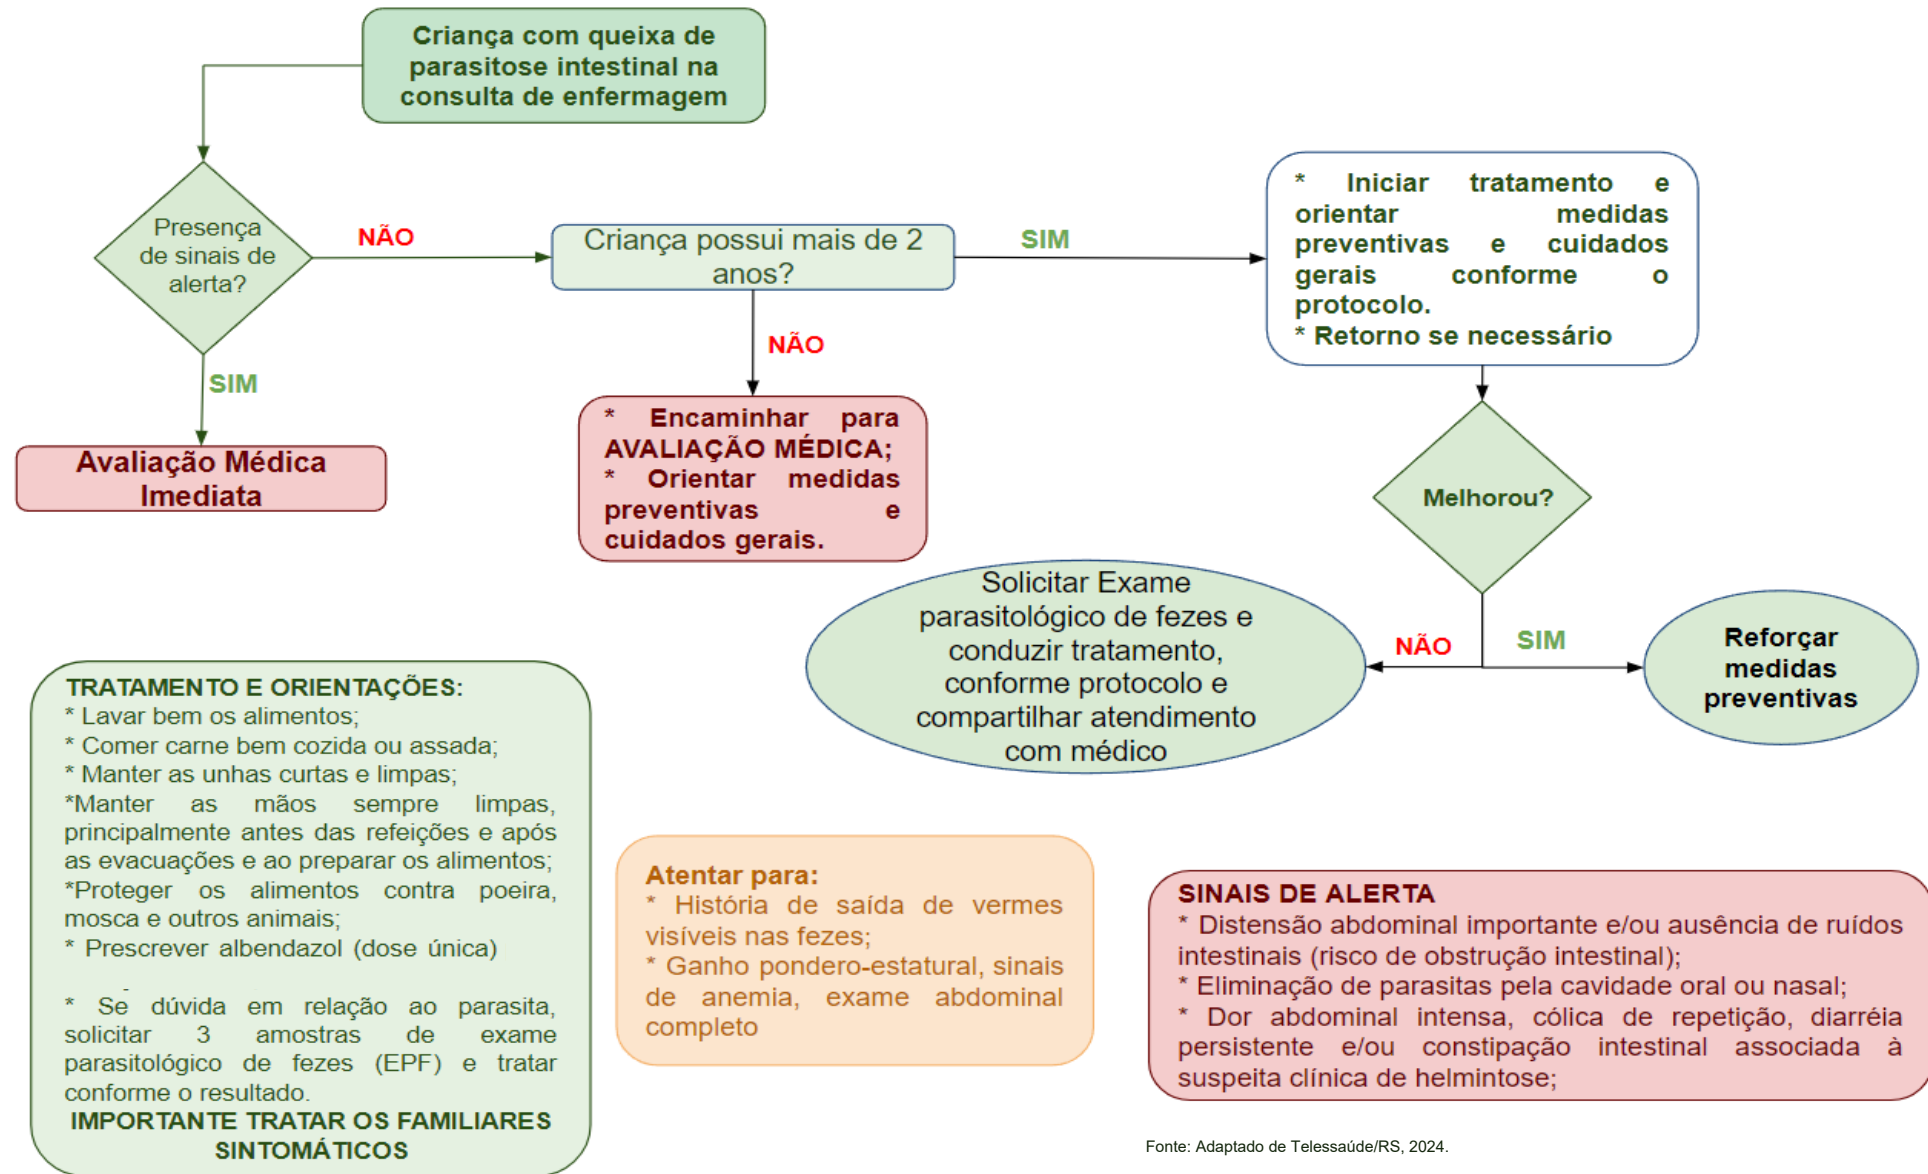 Criança com queixa de
parasitose intestinal na
consulta de enfermagem
Presença
de sinais de
alerta?
NÃO
Criança possui mais de 2
anos?
SIM
* Iniciar tratamento e
orientar medidas
preventivas e cuidados
gerais conforme o
protocolo.
* Retorno se necessário
SIM
NÃO
Avaliação Médica
Imediata
* Encaminhar para
AVALIAÇÃO MÉDICA;
* Orientar medidas
preventivas e
cuidados gerais.
Melhorou?
Solicitar Exame
parasitológico de fezes e
conduzir tratamento,
conforme protocolo e
compartilhar atendimento
com médico
NÃO
SIM
Reforçar
medidas
preventivas
TRATAMENTO E ORIENTAÇÕES:
* Lavar bem os alimentos;
* Comer carne bem cozida ou assada;
* Manter as unhas curtas e limpas;
*Manter as mãos sempre limpas,
principalmente antes das refeições e após
as evacuações e ao preparar os alimentos;
*Proteger os alimentos contra poeira,
mosca e outros animais;
* Prescrever albendazol (dose única)
-
* Se dúvida em relação ao parasita,
solicitar 3 amostras de exame
parasitológico de fezes (EPF) e tratar
conforme o resultado.
IMPORTANTE TRATAR OS FAMILIARES
SINTOMÁTICOS
Atentar para:
* História de saída de vermes
visíveis nas fezes;
* Ganho pondero-estatural, sinais
de anemia, exame abdominal
completo
SINAIS DE ALERTA
* Distensão abdominal importante e/ou ausência de ruídos
intestinais (risco de obstrução intestinal);
* Eliminação de parasitas pela cavidade oral ou nasal;
* Dor abdominal intensa, cólica de repetição, diarréia
persistente e/ou constipação intestinal associada à
suspeita clínica de helmintose;
Fonte: Adaptado de Telessaúde/RS, 2024.